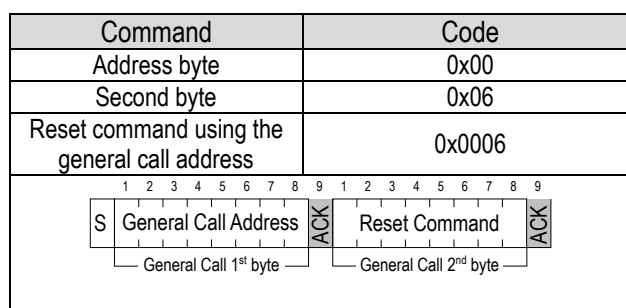 Command Code
Address byte 0x00
Second byte 0x06
Reset command using the
general call address 0x0006
1 2 3 4 5 6 7 8 9 1 2 3 4 5 6 7 8 9
S General Call Address ACK Reset Command ACK
General Call 1st byte General Call 2nd byte